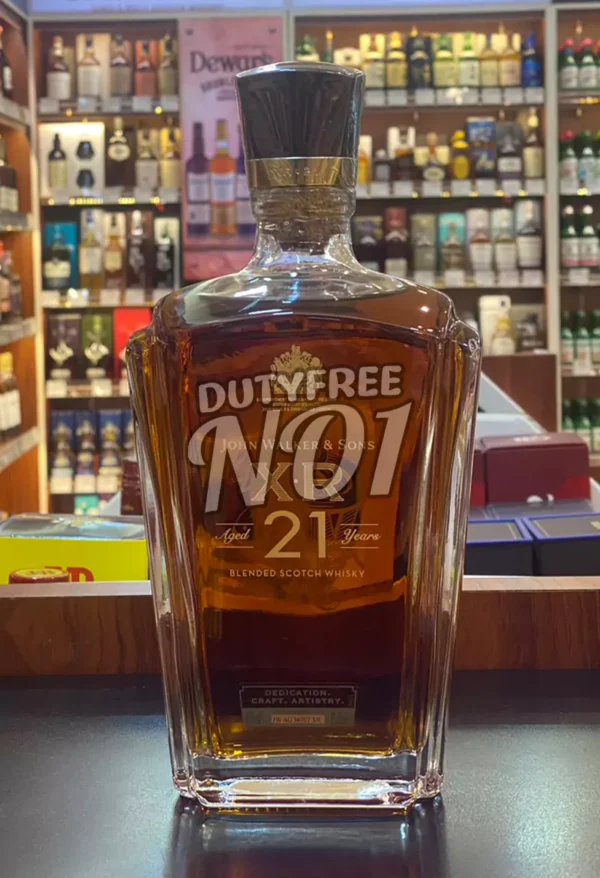 Dewar's
DUTYFREE
NO1
JOHN WALKER & SONS
XR
Aged 21 Years
BLENDED SCOTCH WHISKY
DEDICATION.
CRAFT. ARTISTRY.